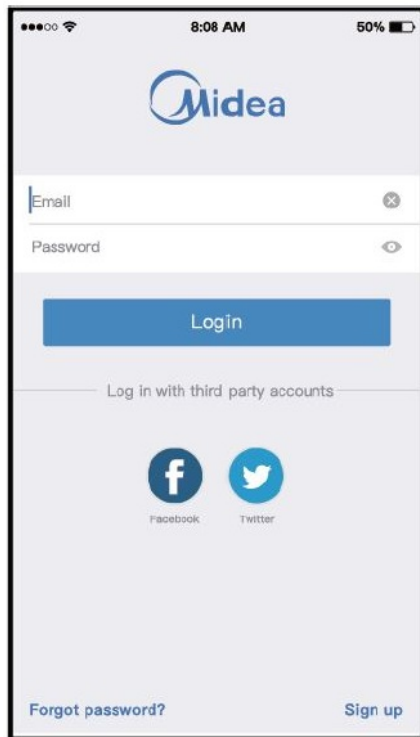 8:08 AM 50%
Midea
Email
Password
Login
Log in with third party accounts
Facebook Twitter
Forgot password? Sign up